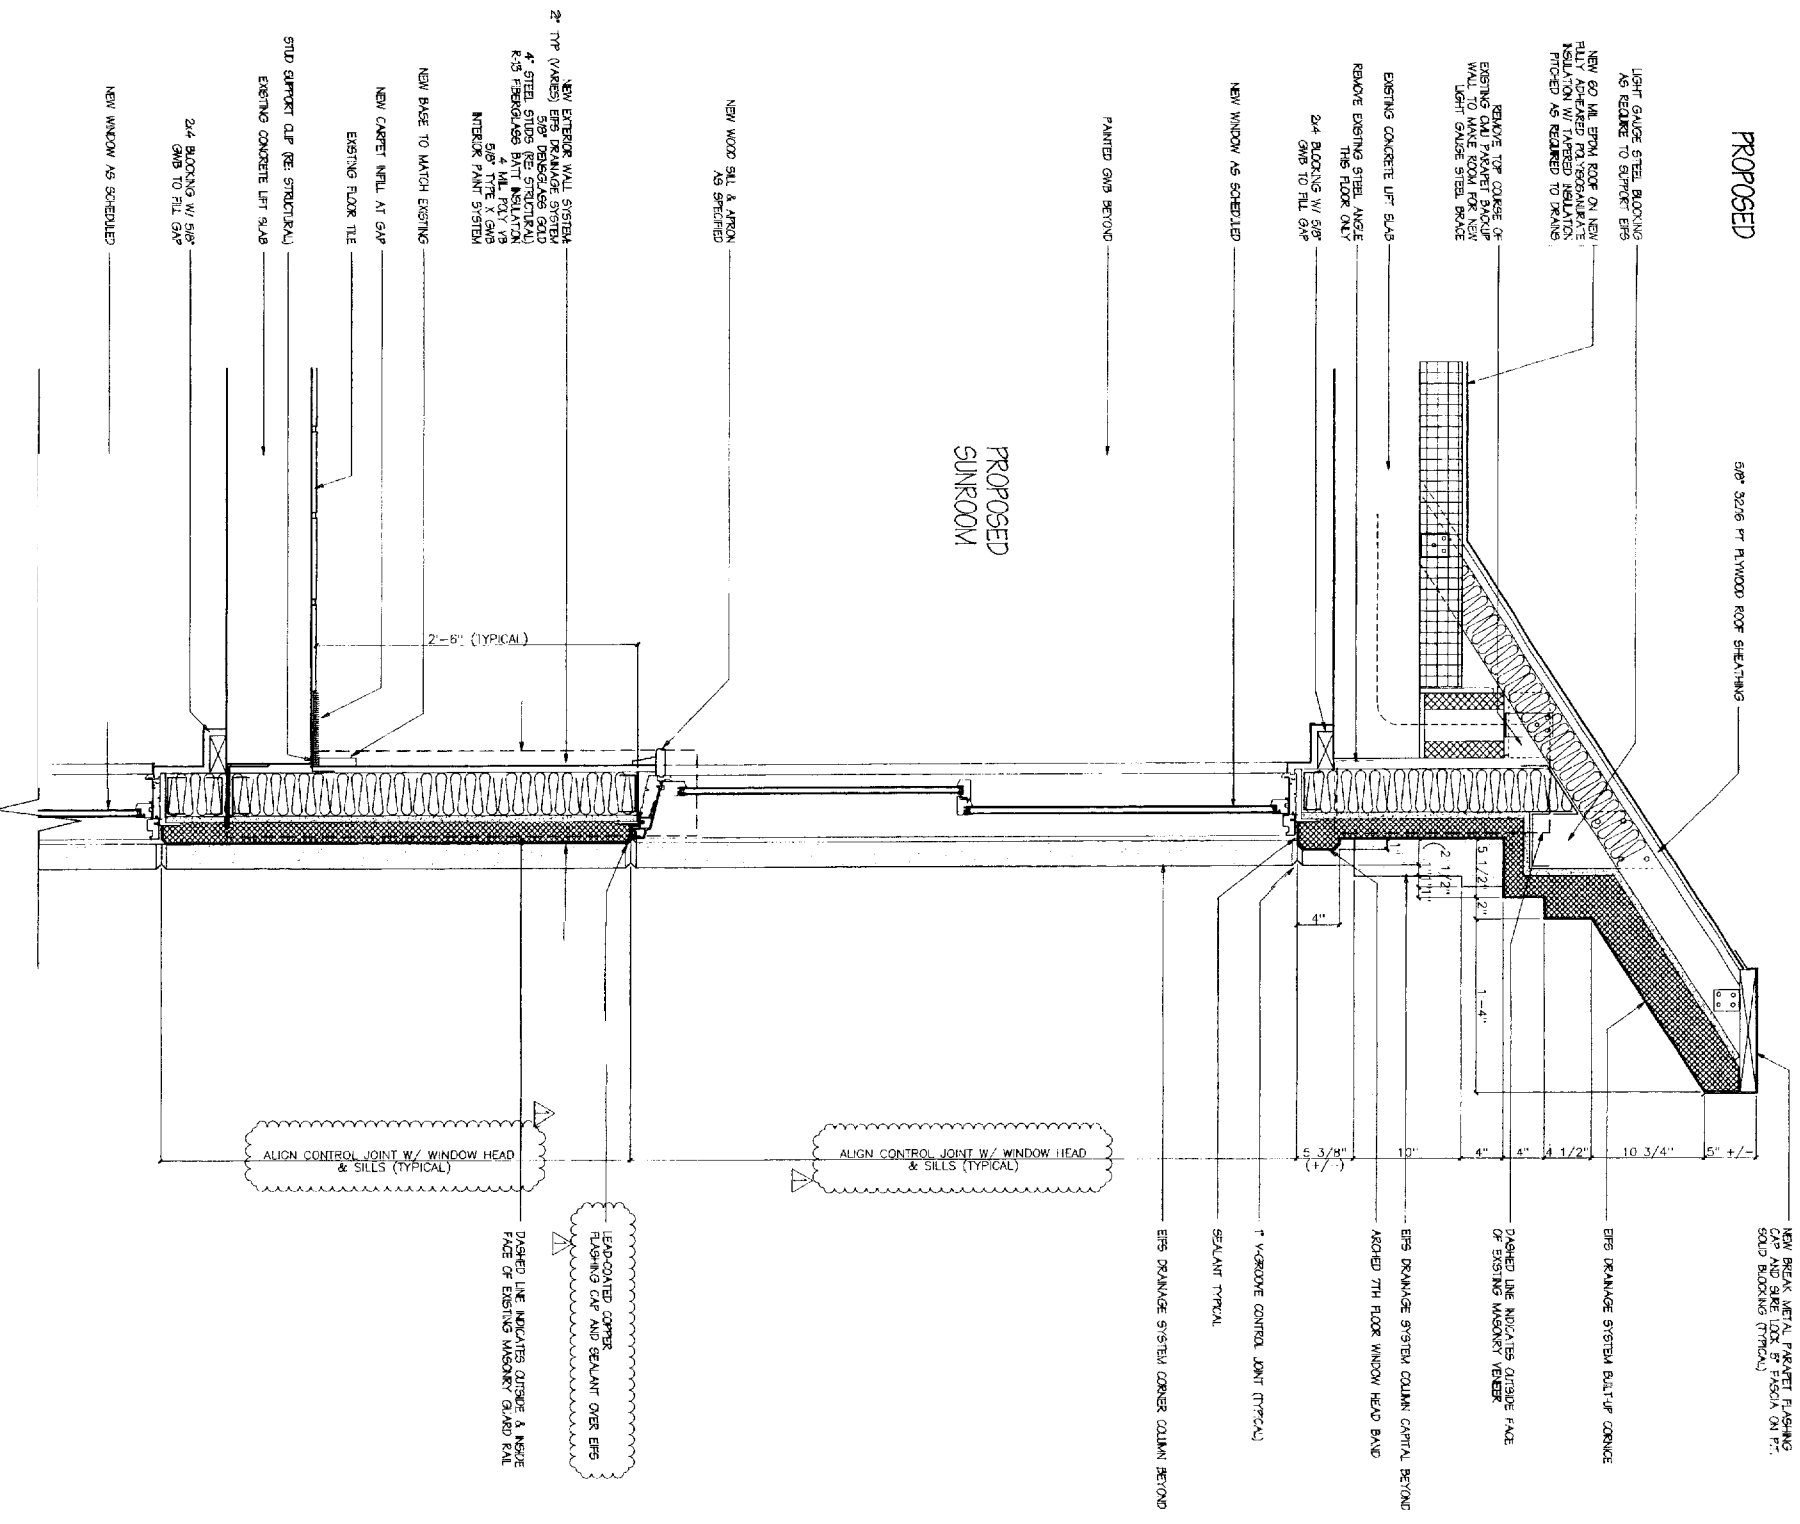 PROPOSED
LIGHT GAUGE STEEL BLOCKING
AS REQUIRE TO SUPPORT EIFS
NEW 60 MIL EPDM ROOF ON NEW
FULLY ADHEARED POLYISOCANURATE
INSULATION W/ TAPERED INSULATION
PITCHED AS REQUIRED TO DRAINS
REMOVE TOP COURSE OF
EXISTING CMU PARAPET BACKUP
WALL TO MAKE ROOM FOR NEW
LIGHT GAUGE STEEL BRACE
EXISTING CONCRETE LIFT SLAB
REMOVE EXISTING STEEL ANGLE
THIS FLOOR ONLY
2x4 BLOCKING W/ 5/8"
GWB TO FILL GAP
NEW WINDOW AS SCHEDULED
PAINTED GWB BEYOND
NEW WOOD SILL & APRON
AS SPECIFIED
NEW EXTERIOR WALL SYSTEM:
2" TYP (VARIES) EIFS DRAINAGE SYSTEM
5/8" DENSGLASS GOLD
4" STEEL STUDS (RE: STRUCTURAL)
R-13 FIBERGLASS BATT INSULATION
4 MIL POLY VB
5/8" TYPE X GWB
INTERIOR PAINT SYSTEM
NEW BASE TO MATCH EXISTING
NEW CARPET INFILL AT GAP
EXISTING FLOOR TILE
STUD SUPPORT CLIP (RE: STRUCTURAL)
EXISTING CONCRETE LIFT SLAB
2x4 BLOCKING W/ 5/8"
GWB TO FILL GAP
NEW WINDOW AS SCHEDULED
5/8" 32/16 PT PLYWOOD ROOF SHEATHING
PROPOSED
SUNROOM
2'-6" (TYPICAL)
1"
2 1/2"
1"
1"
5 1/2"
2"
4"
1'-4"
5" +/-
10 3/4"
4 1/2"
4"
4"
10"
5 3/8"
(+/-)
ALIGN CONTROL JOINT W/ WINDOW HEAD
& SILLS (TYPICAL)
1
ALIGN CONTROL JOINT W/ WINDOW HEAD
& SILLS (TYPICAL)
1
NEW BREAK METAL PARAPET FLASHING
CAP AND SURE LOCK 5" FASCIA ON P.T.
SOLID BLOCKING (TYPICAL)
EIFS DRAINAGE SYSTEM BUILT-UP CORNICE
DASHED LINE INDICATES OUTSIDE FACE
OF EXISTING MASONRY VENEER
EIFS DRAINAGE SYSTEM COLUMN CAPITAL BEYOND
ARCHED 7TH FLOOR WINDOW HEAD BAND
1" V-GROOVE CONTROL JOINT (TYPICAL)
SEALANT TYPICAL
EIFS DRAINAGE SYSTEM CORNER COLUMN BEYOND
LEAD-COATED COPPER
FLASHING CAP AND SEALANT OVER EIFS
1
DASHED LINE INDICATES OUTSIDE & INSIDE
FACE OF EXISTING MASONRY GUARD RAIL